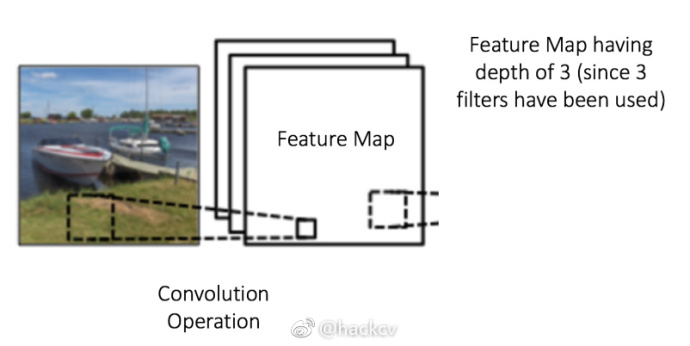 Feature Map having
depth of 3 (since 3
filters have been used)
Feature Map
Convolution
Operation
@hackcv